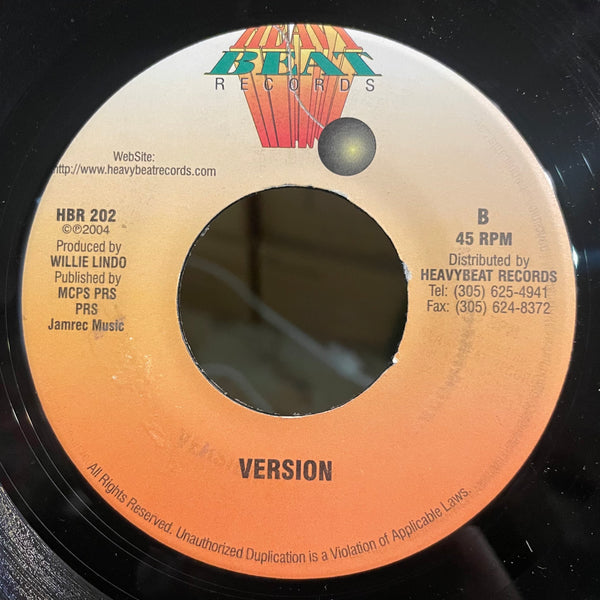 HEAVY
BEAT
RECORDS
WebSite:
http://www.heavybeatrecords.com
HBR 202
©℗2004
Produced by
WILLIE LINDO
Published by
MCPS PRS
PRS
Jamrec Music
B
45 RPM
Distributed by
HEAVYBEAT RECORDS
Tel: (305) 625-4941
Fax: (305) 624-8372
VERSION
All Rights Reserved. Unauthorized Duplication is a Violation of Applicable Laws.